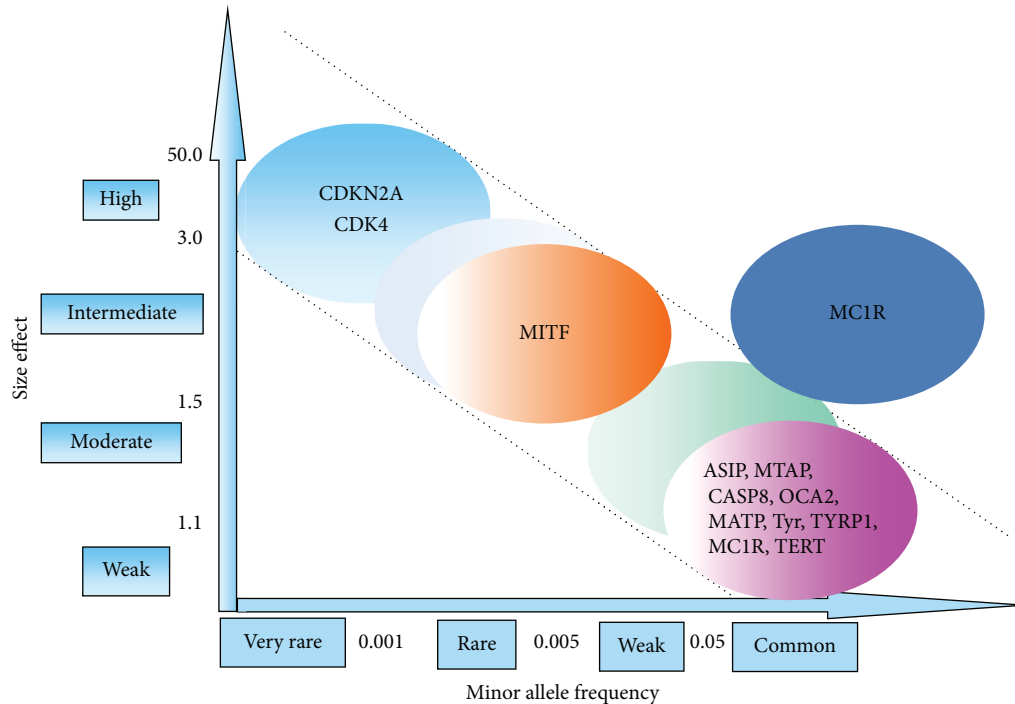 50.0
High
CDKN2A
CDK4
3.0
Intermediate
MITF
MC1R
Size effect
1.5
Moderate
ASIP, MTAP,
CASP8, OCA2,
MATP, Tyr, TYRP1,
MC1R, TERT
1.1
Weak
Very rare
0.001
Rare
0.005
Weak
0.05
Common
Minor allele frequency